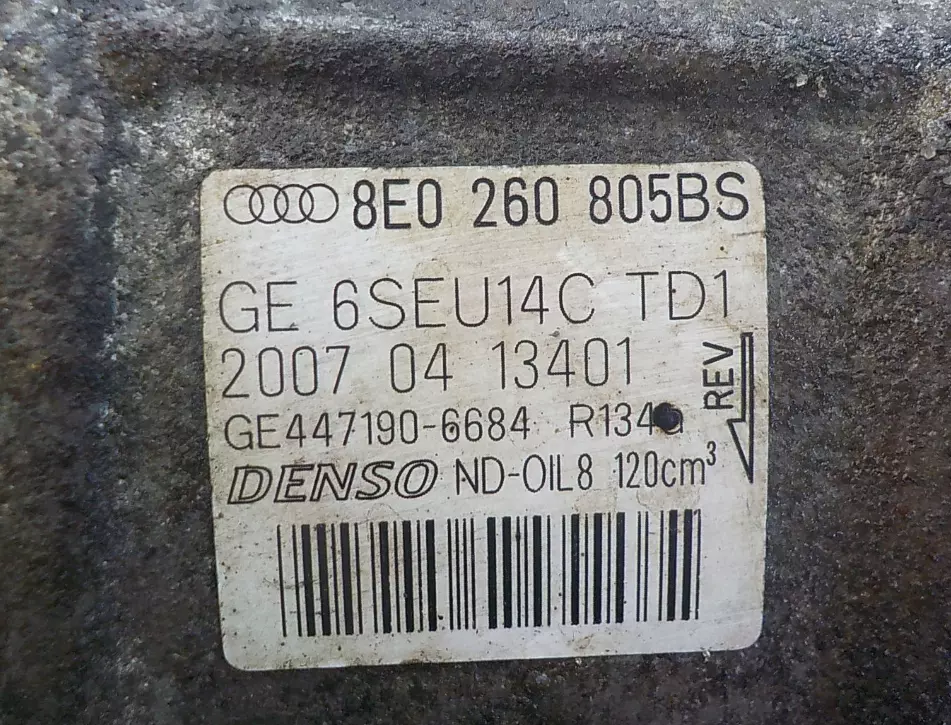 8E0 260 805BS
GE 6SEU14C TD1
2007 04 13401
GE447190-6684 R134a
DENSO ND-OIL8 120cm³
REV